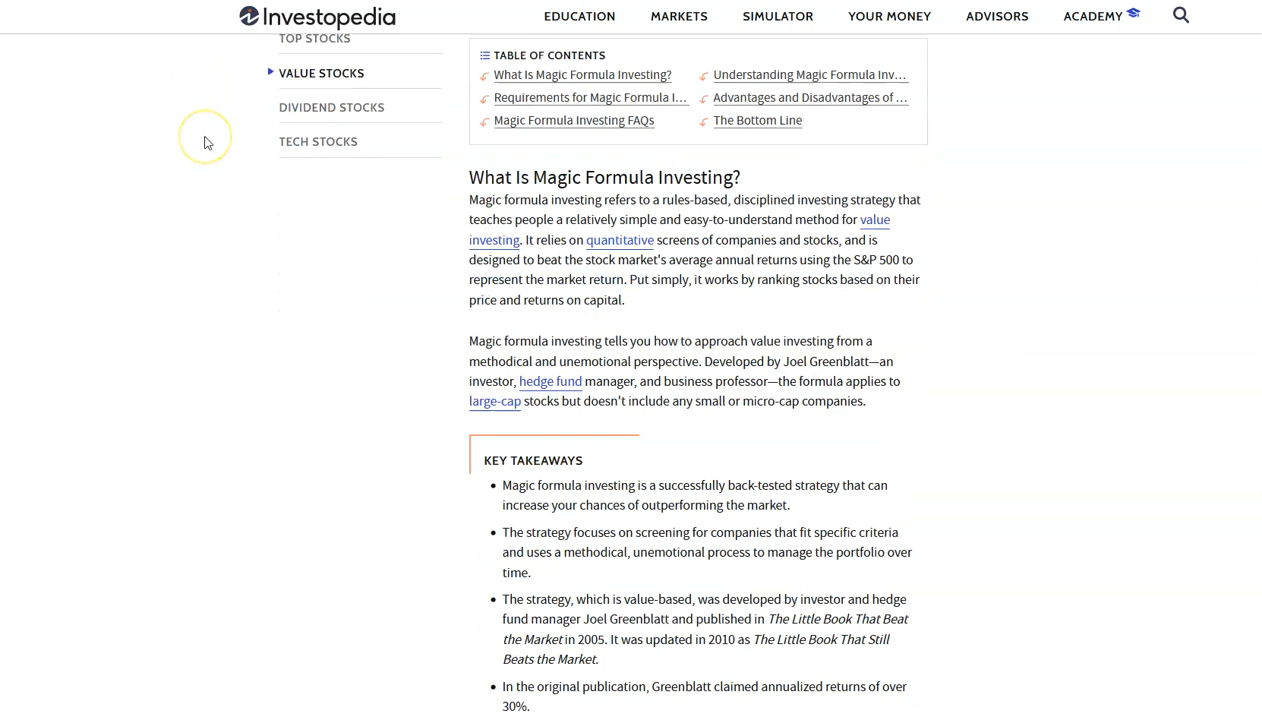 Investopedia
EDUCATION
MARKETS
SIMULATOR
YOUR MONEY
ADVISORS
ACADEMY
TOP STOCKS
VALUE STOCKS
DIVIDEND STOCKS
TECH STOCKS
TABLE OF CONTENTS
What Is Magic Formula Investing?
Understanding Magic Formula Inv...
Requirements for Magic Formula I...
Advantages and Disadvantages of ...
Magic Formula Investing FAQs
The Bottom Line
What Is Magic Formula Investing?
Magic formula investing refers to a rules-based, disciplined investing strategy that
teaches people a relatively simple and easy-to-understand method for value
investing. It relies on quantitative screens of companies and stocks, and is
designed to beat the stock market's average annual returns using the S&P 500 to
represent the market return. Put simply, it works by ranking stocks based on their
price and returns on capital.
Magic formula investing tells you how to approach value investing from a
methodical and unemotional perspective. Developed by Joel Greenblatt—an
investor, hedge fund manager, and business professor—the formula applies to
large-cap stocks but doesn't include any small or micro-cap companies.
KEY TAKEAWAYS
• Magic formula investing is a successfully back-tested strategy that can
increase your chances of outperforming the market.
• The strategy focuses on screening for companies that fit specific criteria
and uses a methodical, unemotional process to manage the portfolio over
time.
• The strategy, which is value-based, was developed by investor and hedge
fund manager Joel Greenblatt and published in The Little Book That Beat
the Market in 2005. It was updated in 2010 as The Little Book That Still
Beats the Market.
• In the original publication, Greenblatt claimed annualized returns of over
30%.